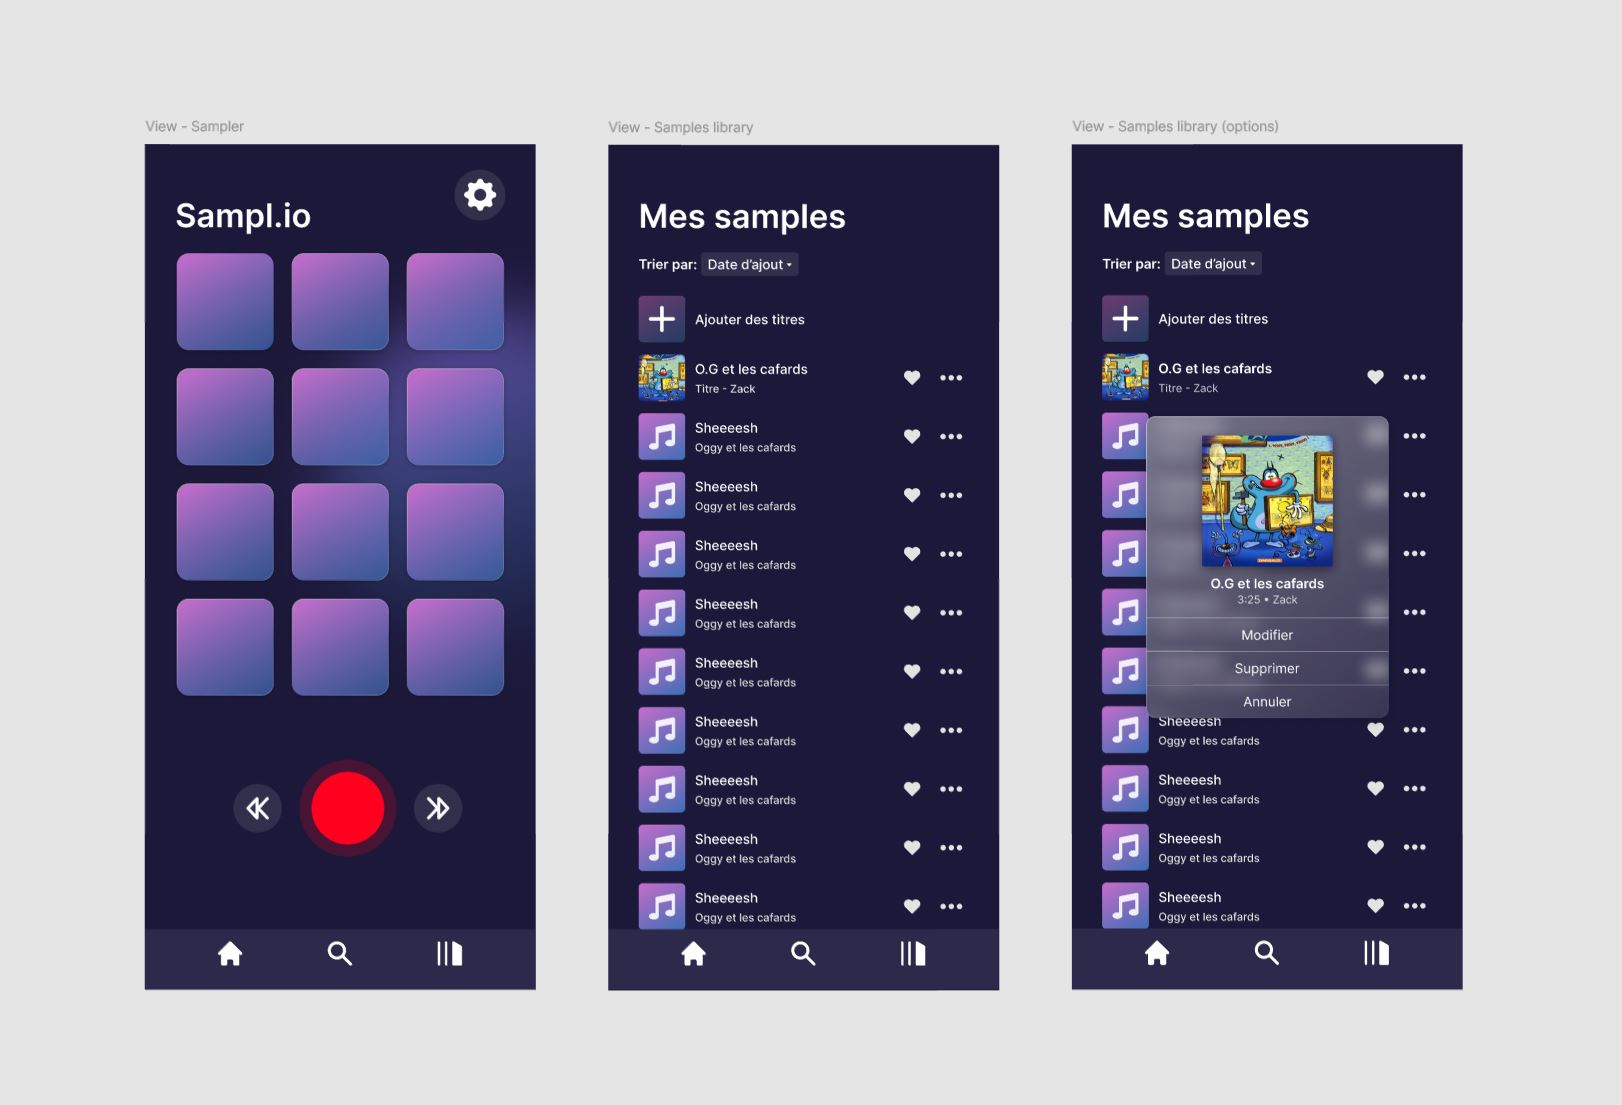 View - Sampler
Sampl.io
View - Samples library
Mes samples
Trier par: Date d'ajout
Ajouter des titres
O.G et les cafards
Titre - Zack
Sheeeesh
Oggy et les cafards
Sheeeesh
Oggy et les cafards
Sheeeesh
Oggy et les cafards
Sheeeesh
Oggy et les cafards
Sheeeesh
Oggy et les cafards
Sheeeesh
Oggy et les cafards
Sheeeesh
Oggy et les cafards
Sheeeesh
Oggy et les cafards
Sheeeesh
Oggy et les cafards
View - Samples library (options)
Mes samples
Trier par: Date d'ajout
Ajouter des titres
O.G et les cafards
Titre - Zack
O.G et les cafards
3:25 • Zack
Modifier
Supprimer
Annuler
Sheeeesh
Oggy et les cafards
Sheeeesh
Oggy et les cafards
Sheeeesh
Oggy et les cafards
Sheeeesh
Oggy et les cafards